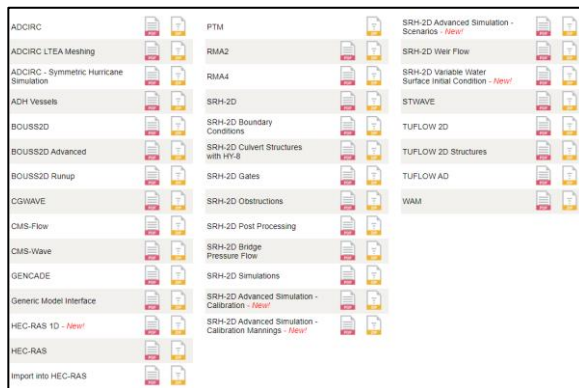 ADCIRC
ADCIRC LTEA Meshing
ADCIRC - Symmetric Hurricane
Simulation
ADH Vessels
BOUSS2D
BOUSS2D Advanced
BOUSS2D Runup
CGWAVE
CMS-Flow
CMS-Wave
GENCADE
Generic Model Interface
HEC-RAS 1D - New!
HEC-RAS
Import into HEC-RAS
PTM
RMA2
RMA4
SRH-2D
SRH-2D Boundary
Conditions
SRH-2D Culvert Structures
with HY-8
SRH-2D Gates
SRH-2D Obstructions
SRH-2D Post Processing
SRH-2D Bridge
Pressure Flow
SRH-2D Simulations
SRH-2D Advanced Simulation -
Calibration - New!
SRH-2D Advanced Simulation -
Calibration Mannings - New!
SRH-2D Advanced Simulation -
Scenarios - New!
SRH-2D Weir Flow
SRH-2D Variable Water
Surface Initial Condition - New!
STWAVE
TUFLOW 2D
TUFLOW 2D Structures
TUFLOW AD
WAM